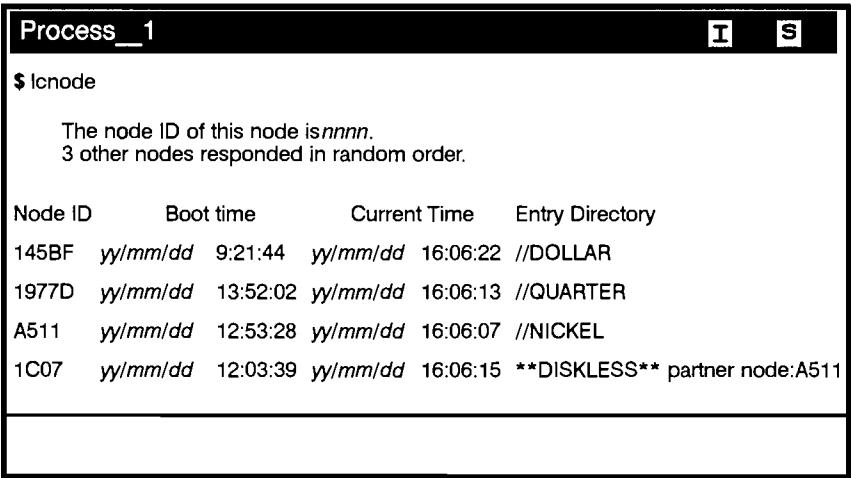 Process__1 I S
$ lcnode
The node ID of this node is nnnn.
3 other nodes responded in random order.
Node ID Boot time Current Time Entry Directory
145BF yy/mm/dd 9:21:44 yy/mm/dd 16:06:22 //DOLLAR
1977D yy/mm/dd 13:52:02 yy/mm/dd 16:06:13 //QUARTER
A511 yy/mm/dd 12:53:28 yy/mm/dd 16:06:07 //NICKEL
1C07 yy/mm/dd 12:03:39 yy/mm/dd 16:06:15 **DISKLESS** partner node:A511